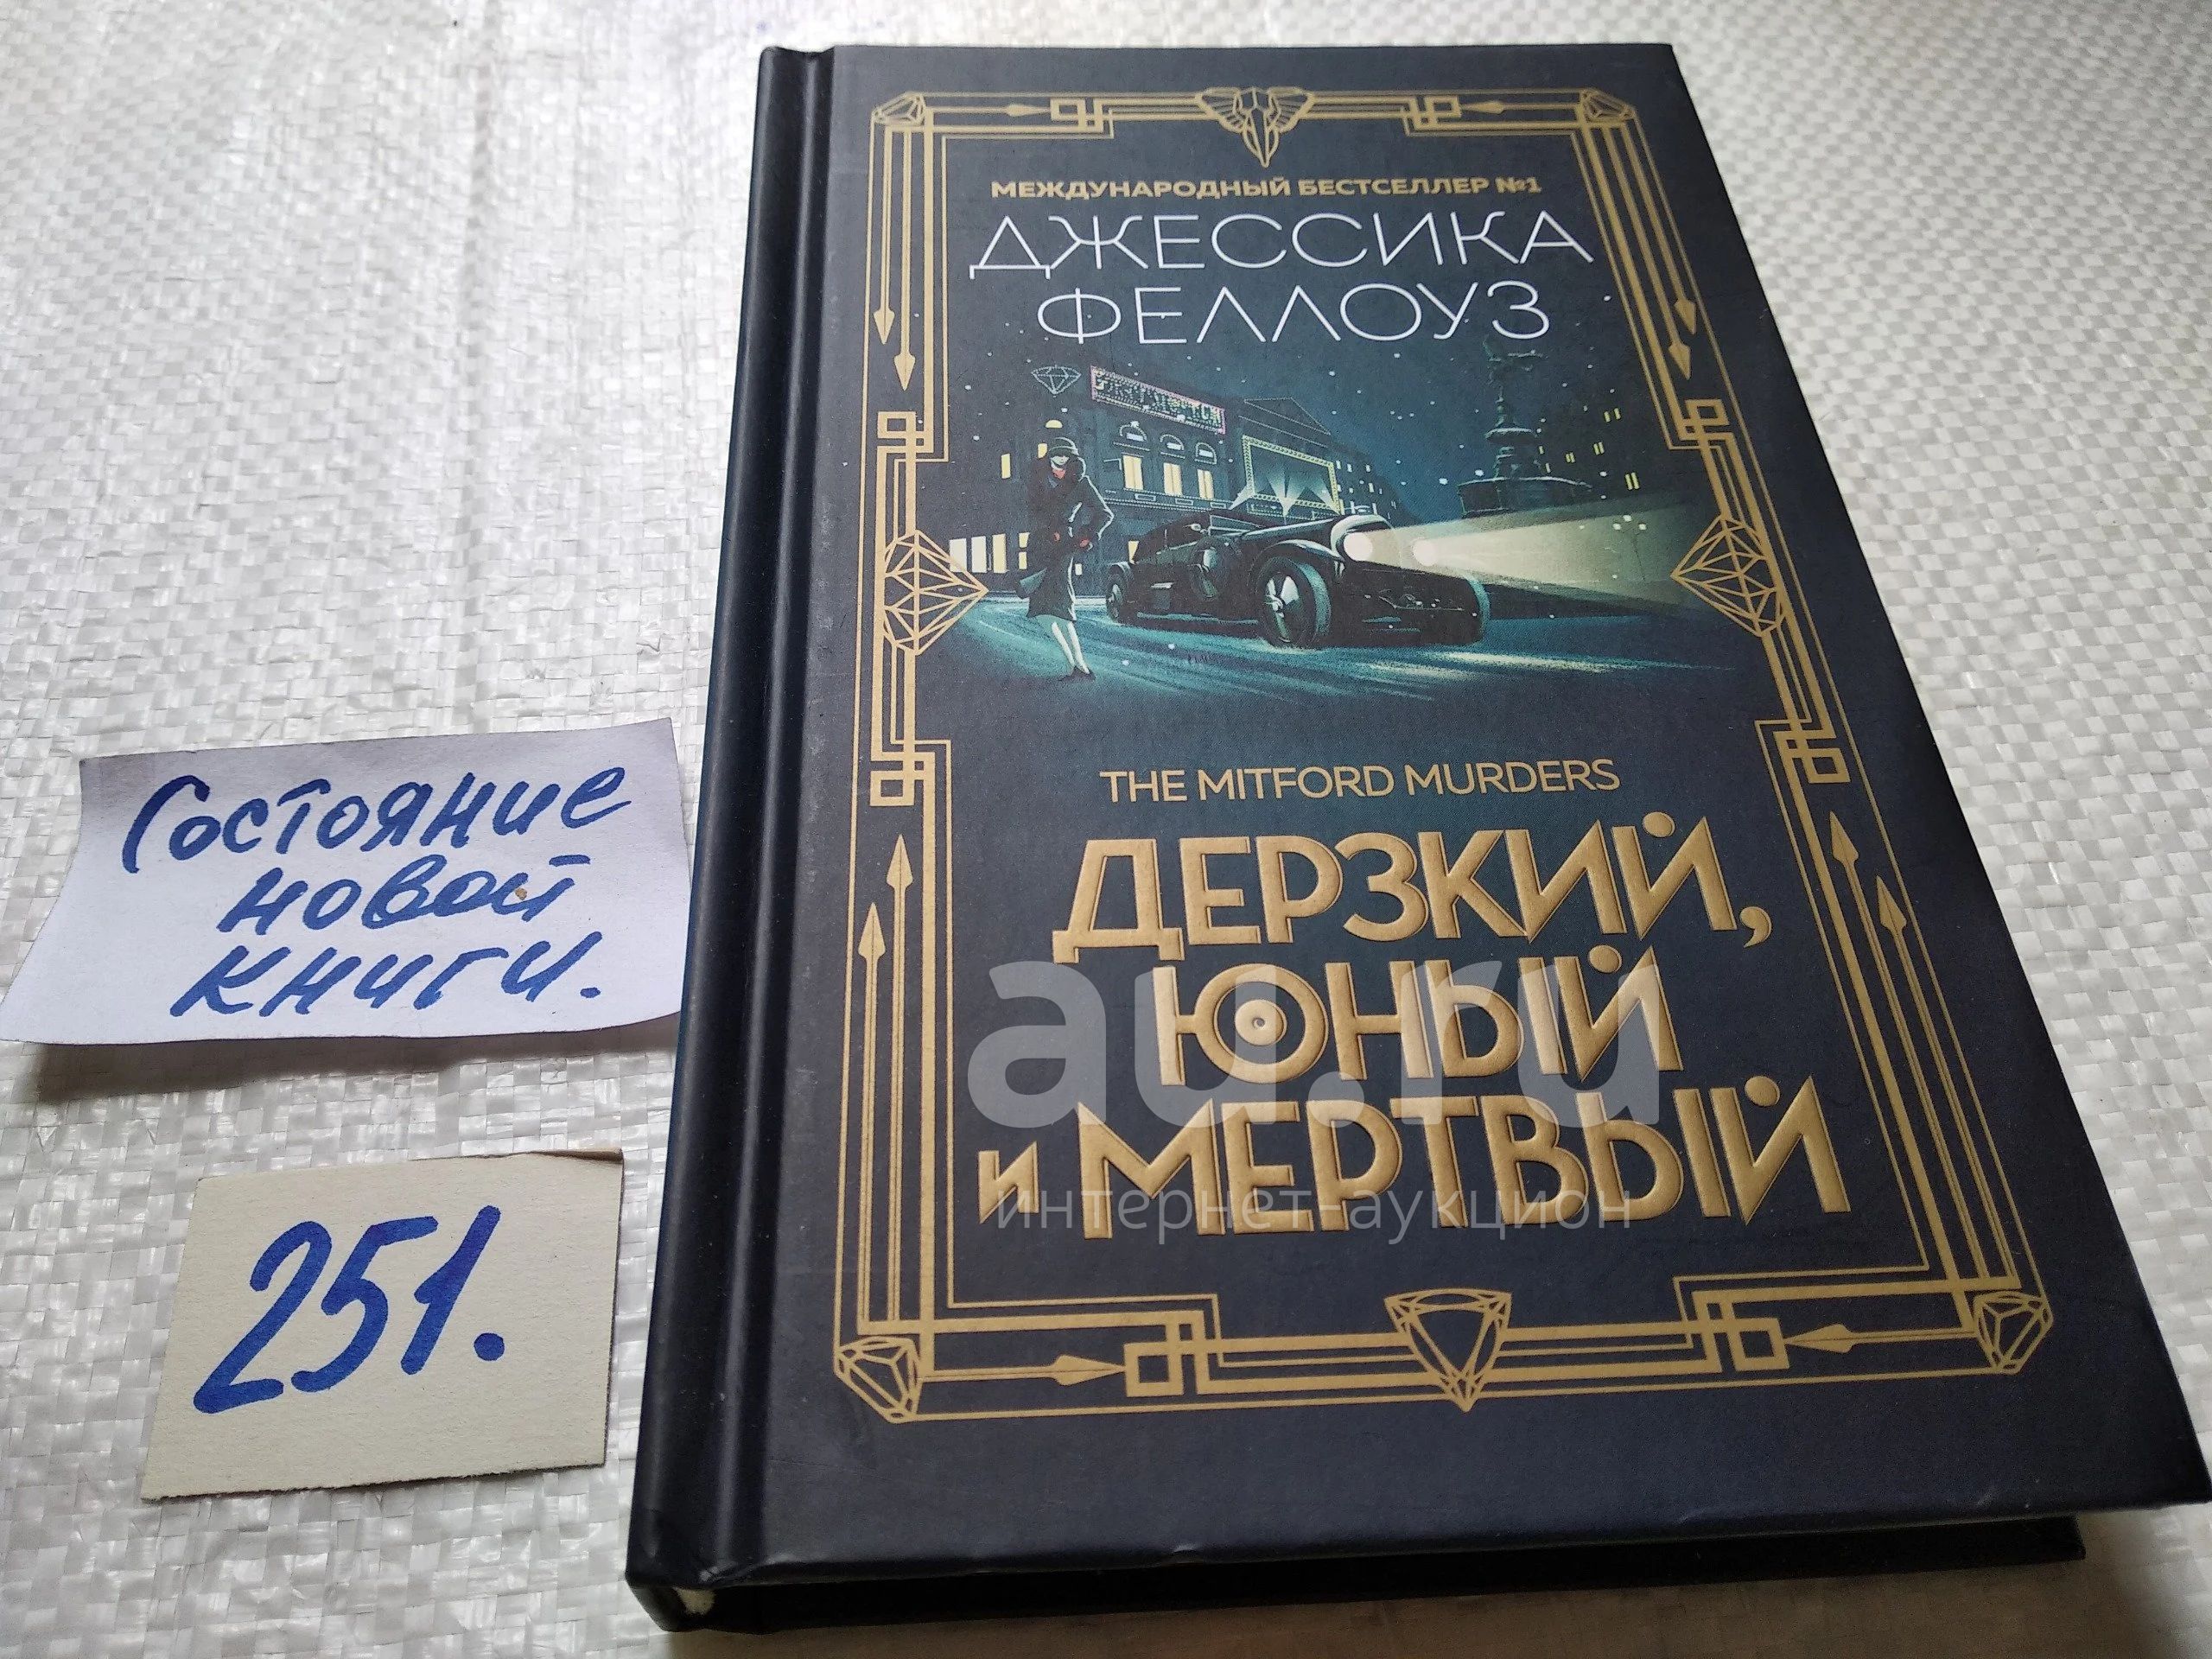 МЕЖДУНАРОДНЫЙ БЕСТСЕЛЛЕР №1
ДЖЕССИКА
ФЕЛЛОУЗ
THE MITFORD MURDERS
ДЕРЗКИЙ,
ЮНЫЙ
И МЕРТВЫЙ
au.ru
интернет-аукцион
Состояние
новой
книги.
251.